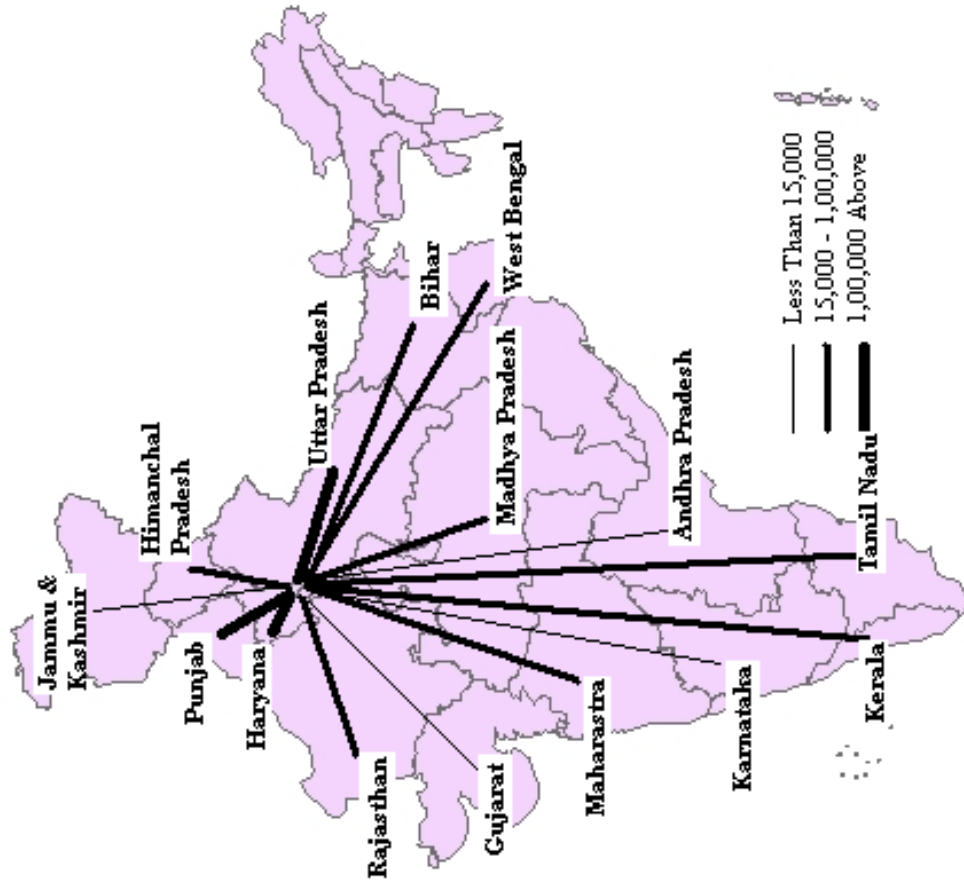 Jammu &
Kashmir
Himanchal
Pradesh
Punjab
Haryana
Uttar Pradesh
Bihar
West Bengal
Rajasthan
Gujarat
Madhya Pradesh
Maharastra
Andhra Pradesh
Karnataka
Kerala
Tamil Nadu
Less Than 15,000
15,000 - 1,00,000
1,00,000 Above